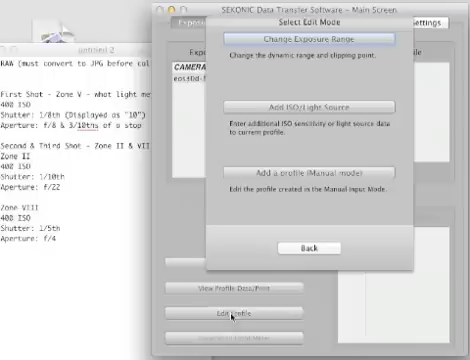 SEKONIC Data Transfer Software – Main Screen
Select Edit Mode
Settings
Change Exposure Range
Change the dynamic range and clipping point.
Add ISO/Light Source
Enter additional ISO sensitivity or light source data
to current profile.
Add a profile (Manual mode)
Edit the profile created in the Manual Input Mode.
Back
View Profile Data/Print
Edit Profile
CAMERA
untitled 2
RAW (must convert to JPG before cal
First Shot - Zone V - what light me
400 ISO
Shutter: 1/8th (Displayed as "10")
Aperture: f/8 & 3/10ths of a stop
Second & Third Shot - Zone II & VII
Zone II
400 ISO
Shutter: 1/10th
Aperture: f/22
Zone VIII
400 ISO
Shutter: 1/5th
Aperture: f/4